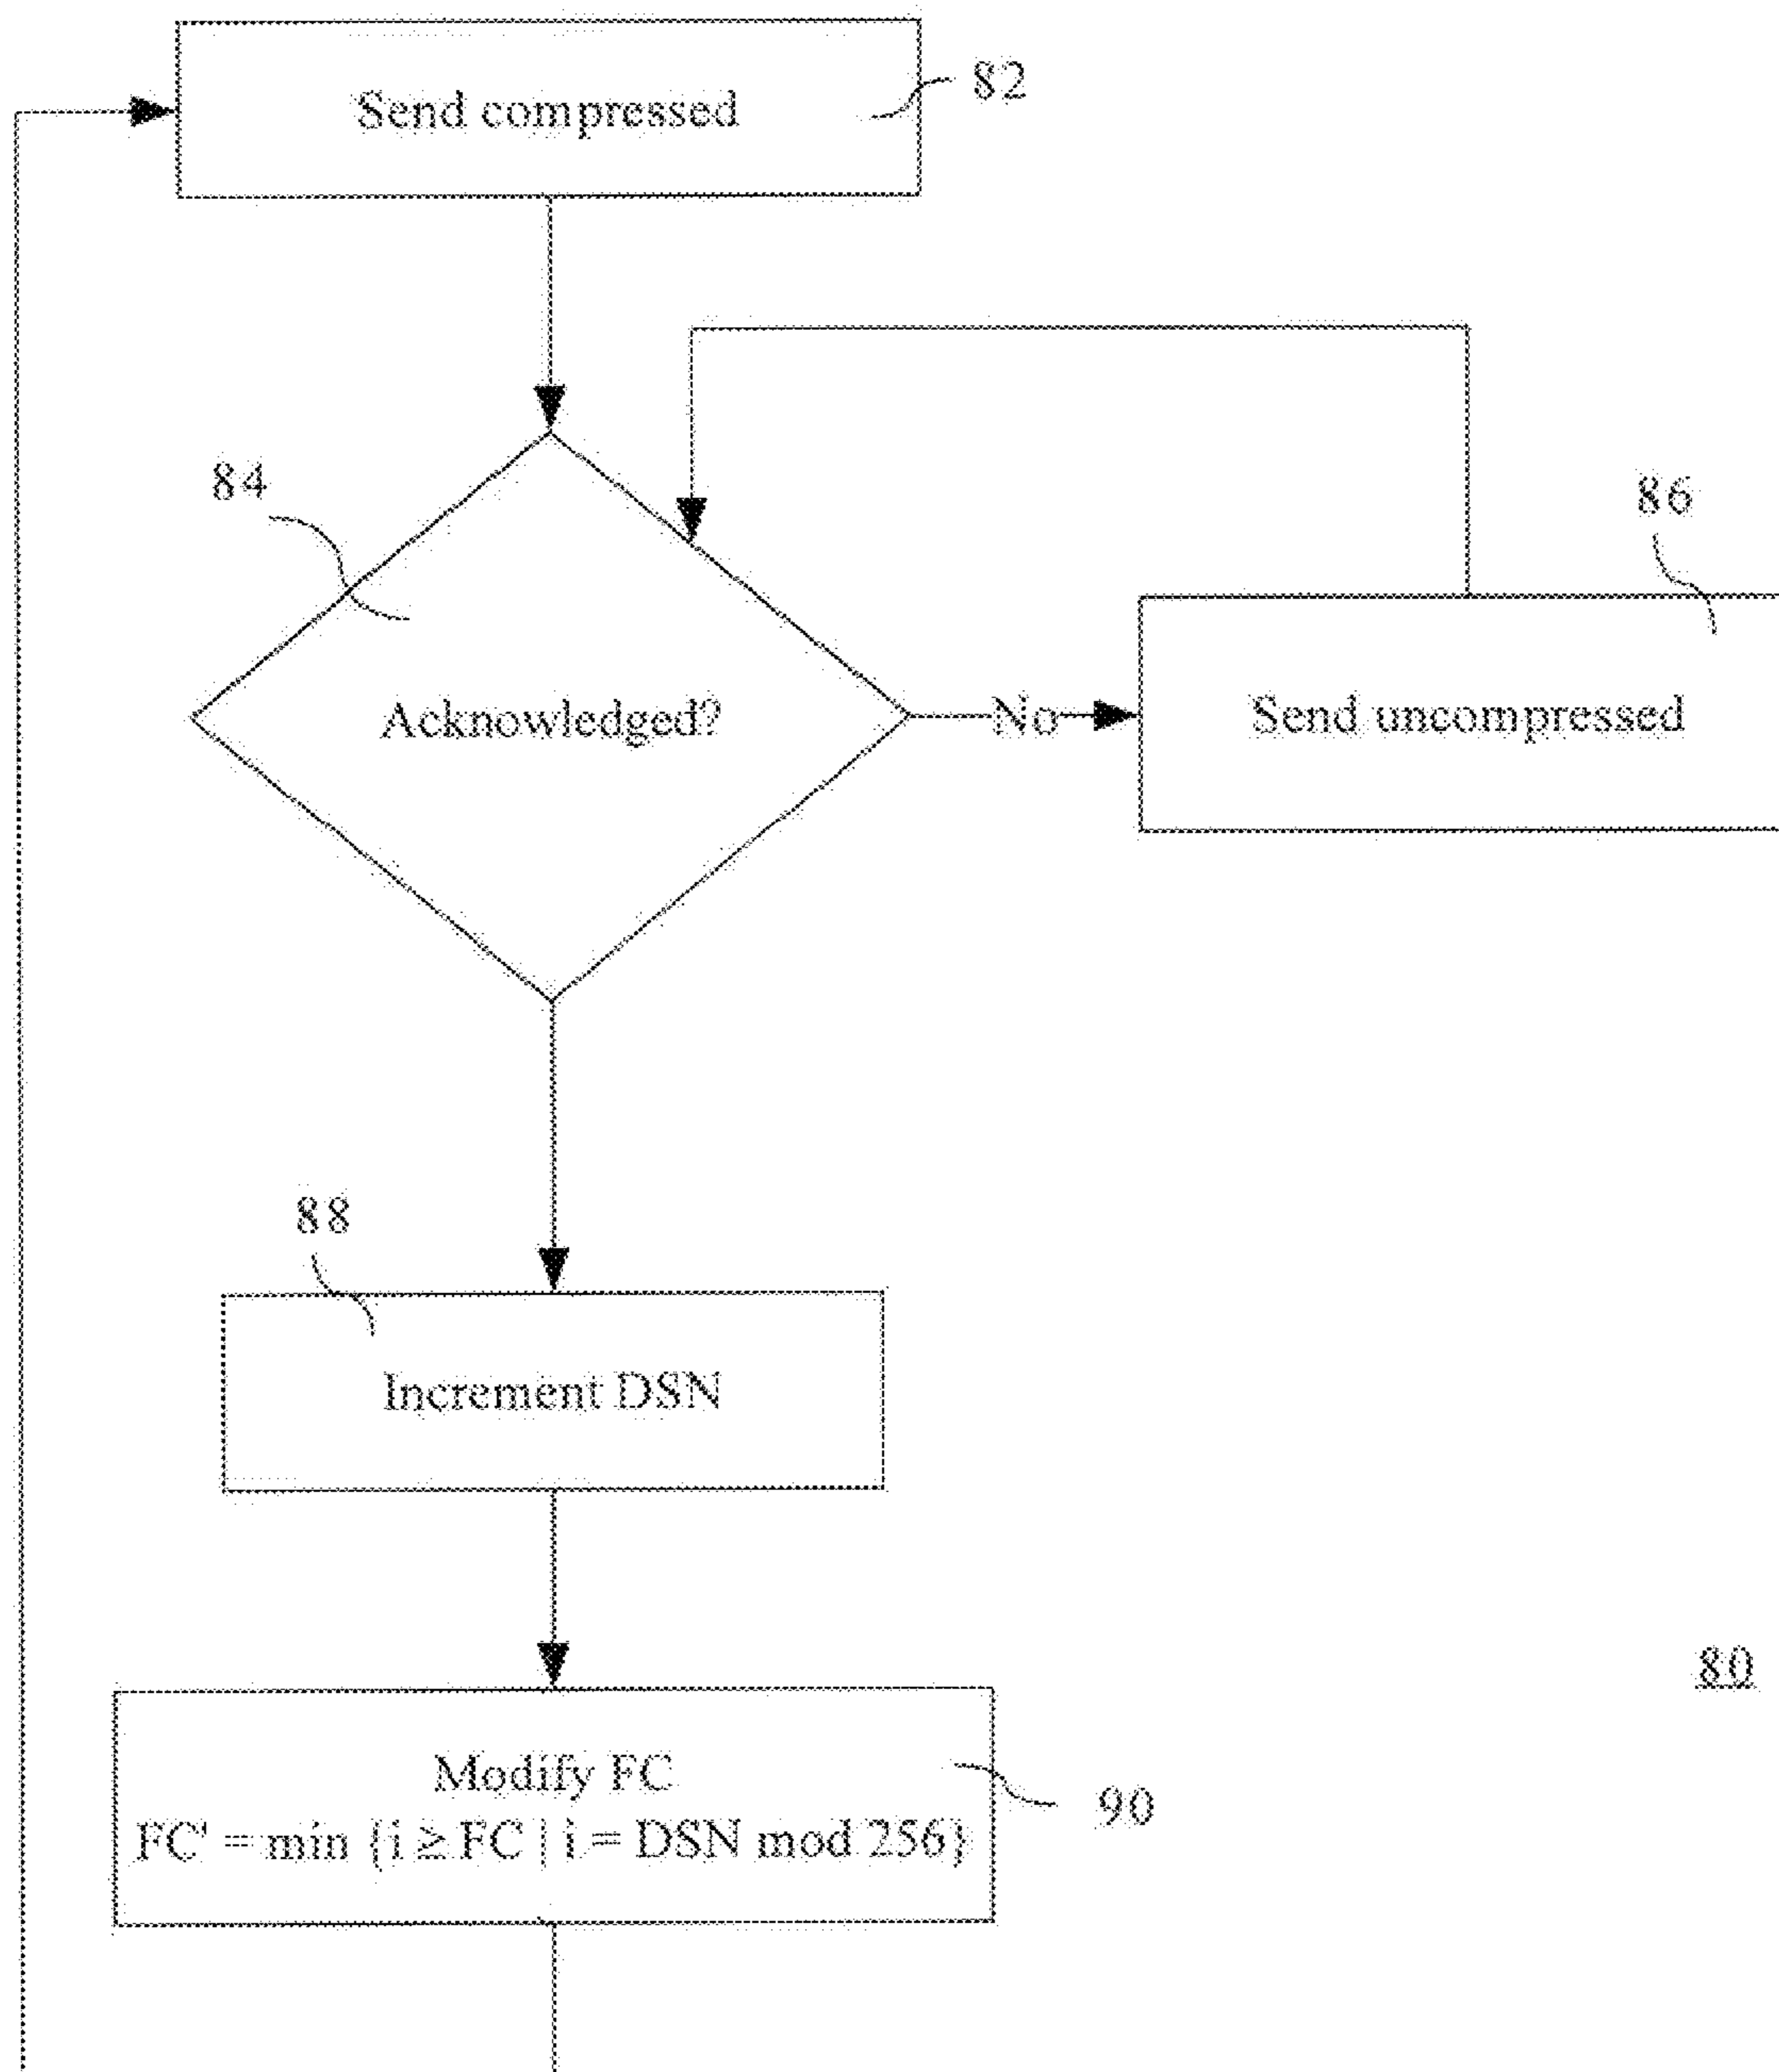 Send compressed
82
84
Acknowledged?
No
86
Send uncompressed
88
Increment DSN
Modify FC
FC' = min {i ≥ FC | i = DSN mod 256}
90
80